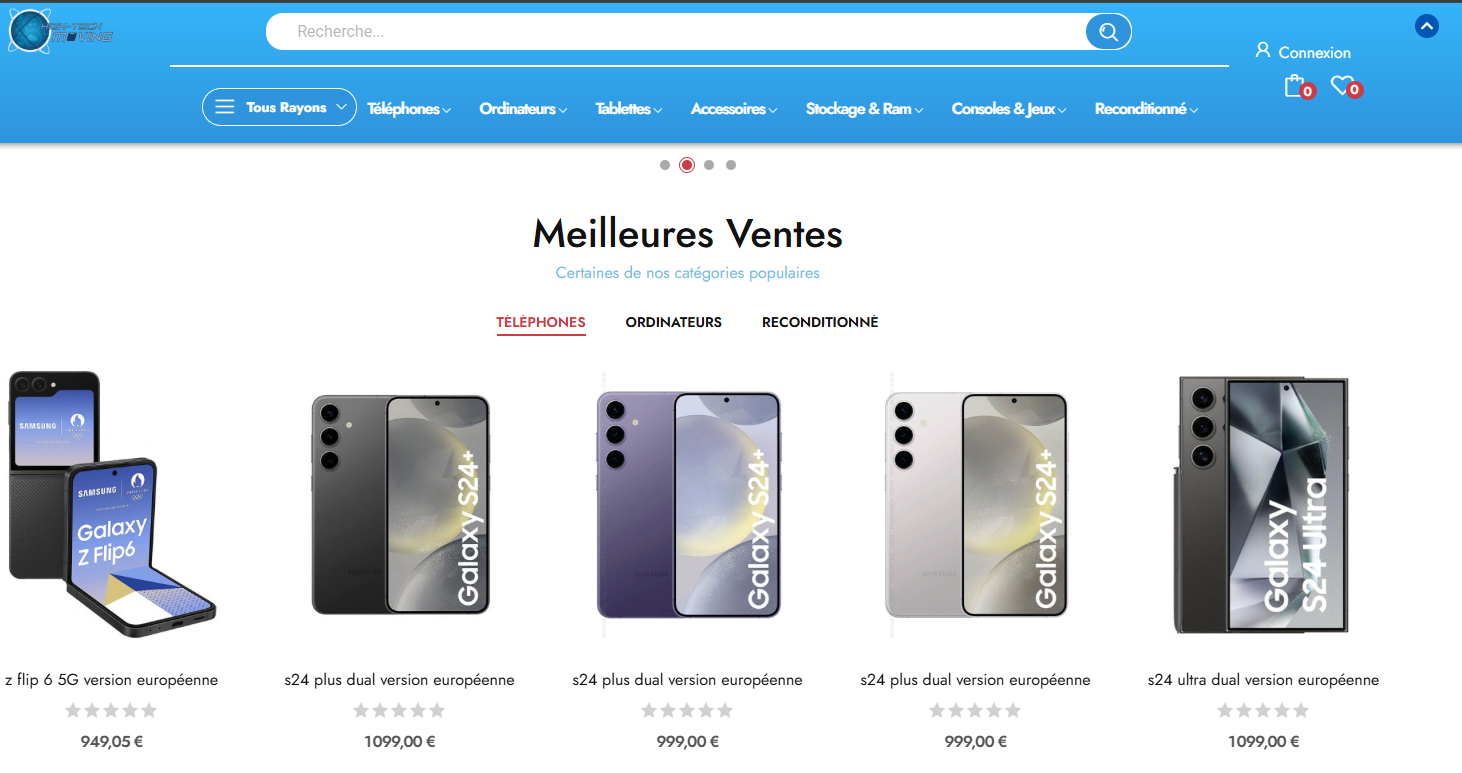 HIGH-TECH
MOVING
Recherche...
Connexion
0
0
Tous Rayons
Téléphones
Ordinateurs
Tablettes
Accessoires
Stockage & Ram
Consoles & Jeux
Reconditionné
Meilleures Ventes
Certaines de nos catégories populaires
TÉLÉPHONES
ORDINATEURS
RECONDITIONNÉ
SAMSUNG
SAMSUNG
Galaxy
Z Flip6
Galaxy S24+
Galaxy S24+
Galaxy S24+
Galaxy
S24 Ultra
z flip 6 5G version européenne
s24 plus dual version européenne
s24 plus dual version européenne
s24 plus dual version européenne
s24 ultra dual version européenne
949,05 €
1099,00 €
999,00 €
999,00 €
1099,00 €